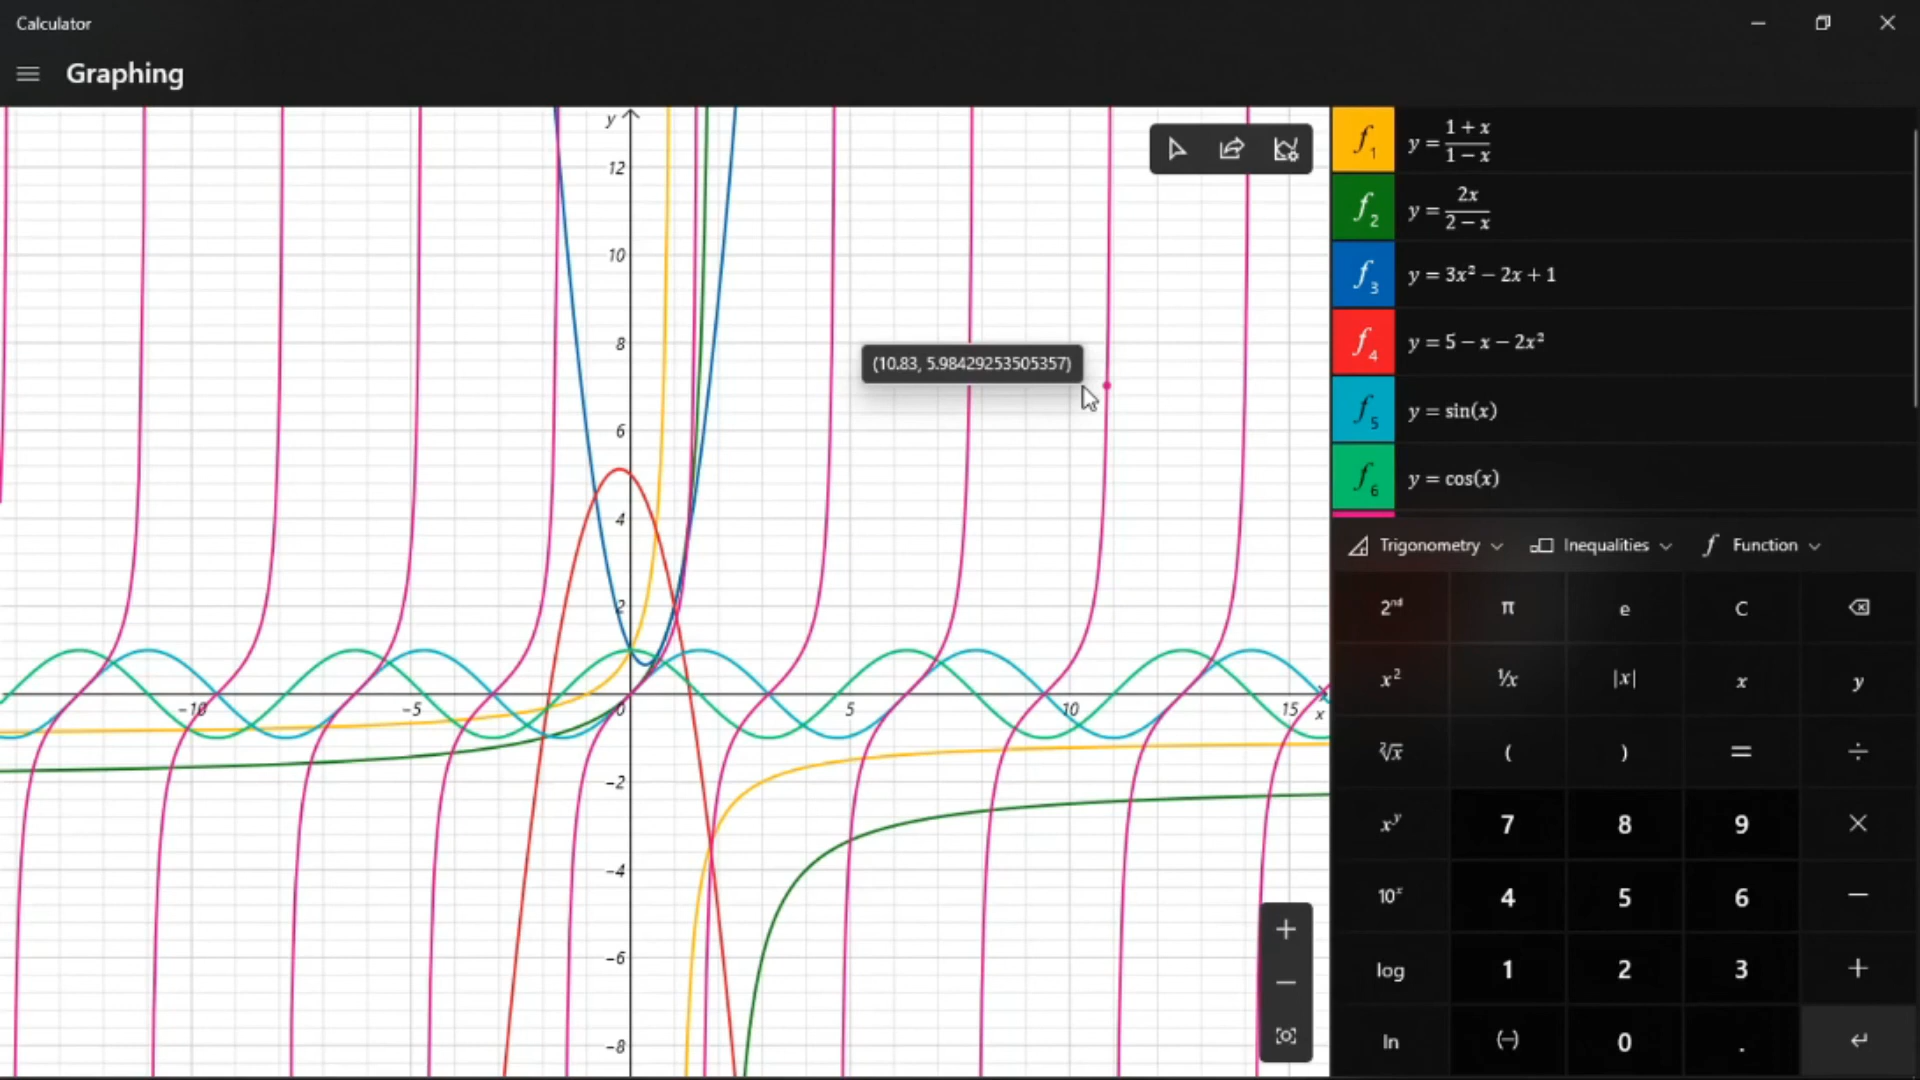 Calculator
Graphing
y
12
10
8
6
4
2
0
-2
-4
-6
-8
-10
-5
5
10
15
x
(10.83, 5.98429253505357)
f1 y = (1 + x)/(1 − x)
f2 y = 2x/(2 − x)
f3 y = 3x² − 2x + 1
f4 y = 5 − x − 2x²
f5 y = sin(x)
f6 y = cos(x)
Trigonometry Inequalities f Function
2ⁿᵈ π e C
x² ¹/x |x| x y
²√x ( ) = ÷
xʸ 7 8 9 ×
10ˣ 4 5 6 −
log 1 2 3 +
ln (−) 0 .
+
−